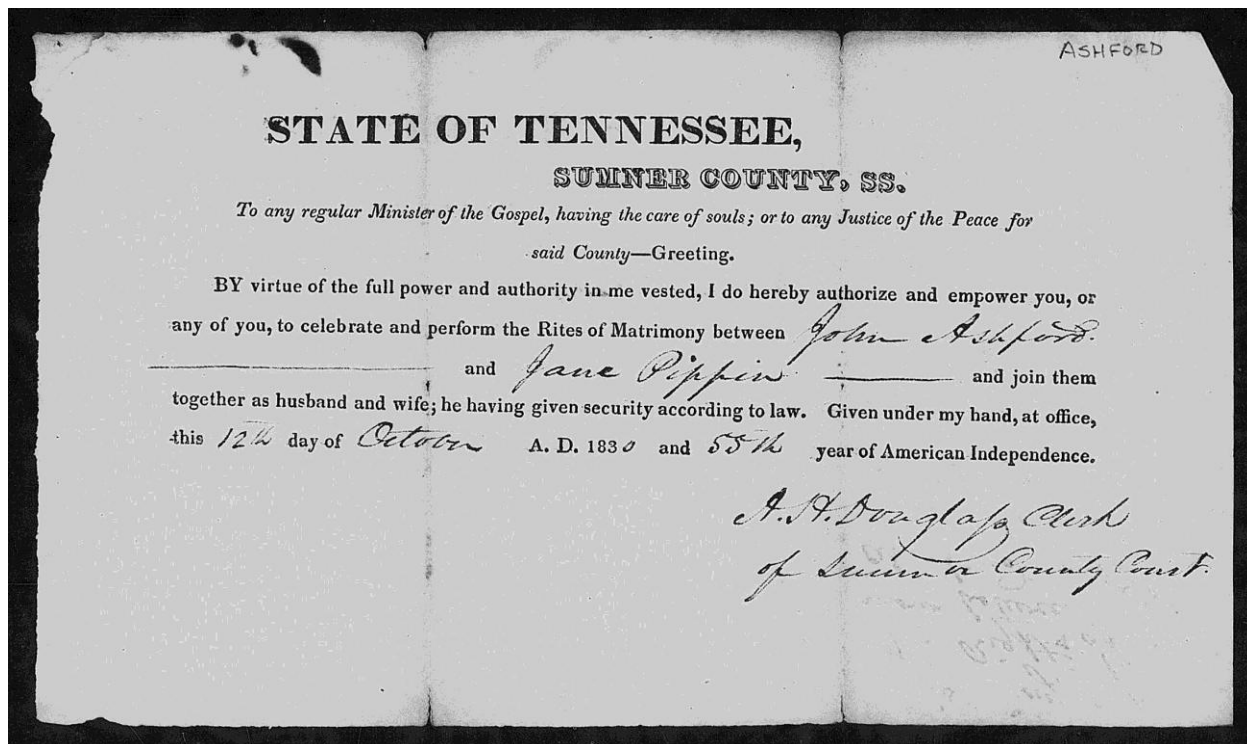 ASHFORD
STATE OF TENNESSEE,
SUMNER COUNTY, SS.
To any regular Minister of the Gospel, having the care of souls; or to any Justice of the Peace for
said County—Greeting.
BY virtue of the full power and authority in me vested, I do hereby authorize and empower you, or
any of you, to celebrate and perform the Rites of Matrimony between John Ashford.
and Jane Pippin and join them
together as husband and wife; he having given security according to law. Given under my hand, at office,
this 12th day of October A. D. 1830 and 55th year of American Independence.
A. H. Douglass Clerk
of Sumner County Court.